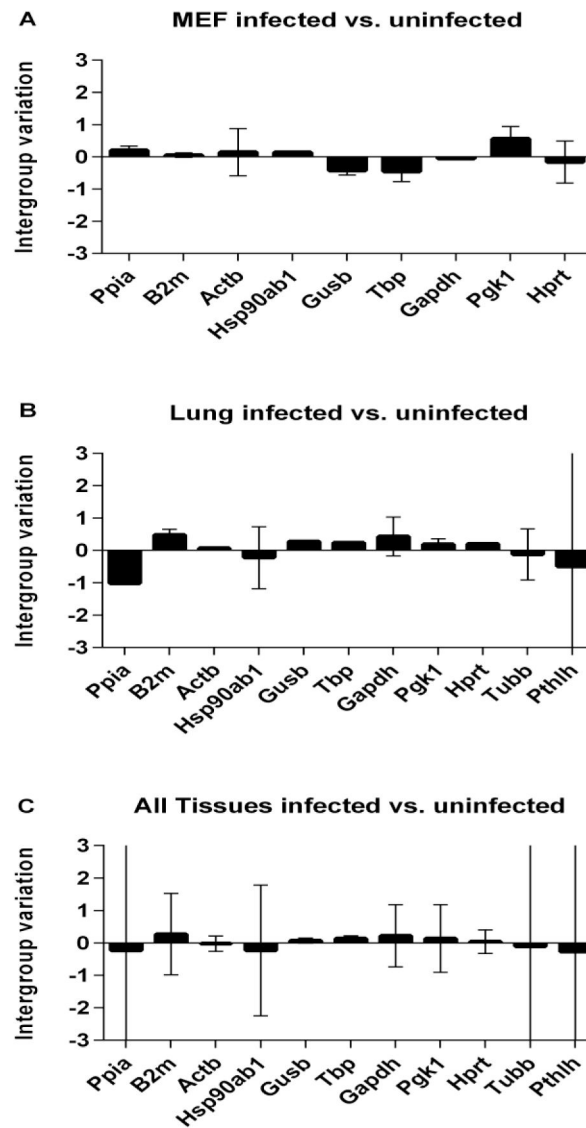 A MEF infected vs. uninfected
Intergroup variation
3
2
1
0
-1
-2
-3
Ppia B2m Actb Hsp90ab1 Gusb Tbp Gapdh Pgk1 Hprt
B Lung infected vs. uninfected
Intergroup variation
3
2
1
0
-1
-2
-3
Ppia B2m Actb Hsp90ab1 Gusb Tbp Gapdh Pgk1 Hprt Tubb Pthlh
C All Tissues infected vs. uninfected
Intergroup variation
3
2
1
0
-1
-2
-3
Ppia B2m Actb Hsp90ab1 Gusb Tbp Gapdh Pgk1 Hprt Tubb Pthlh